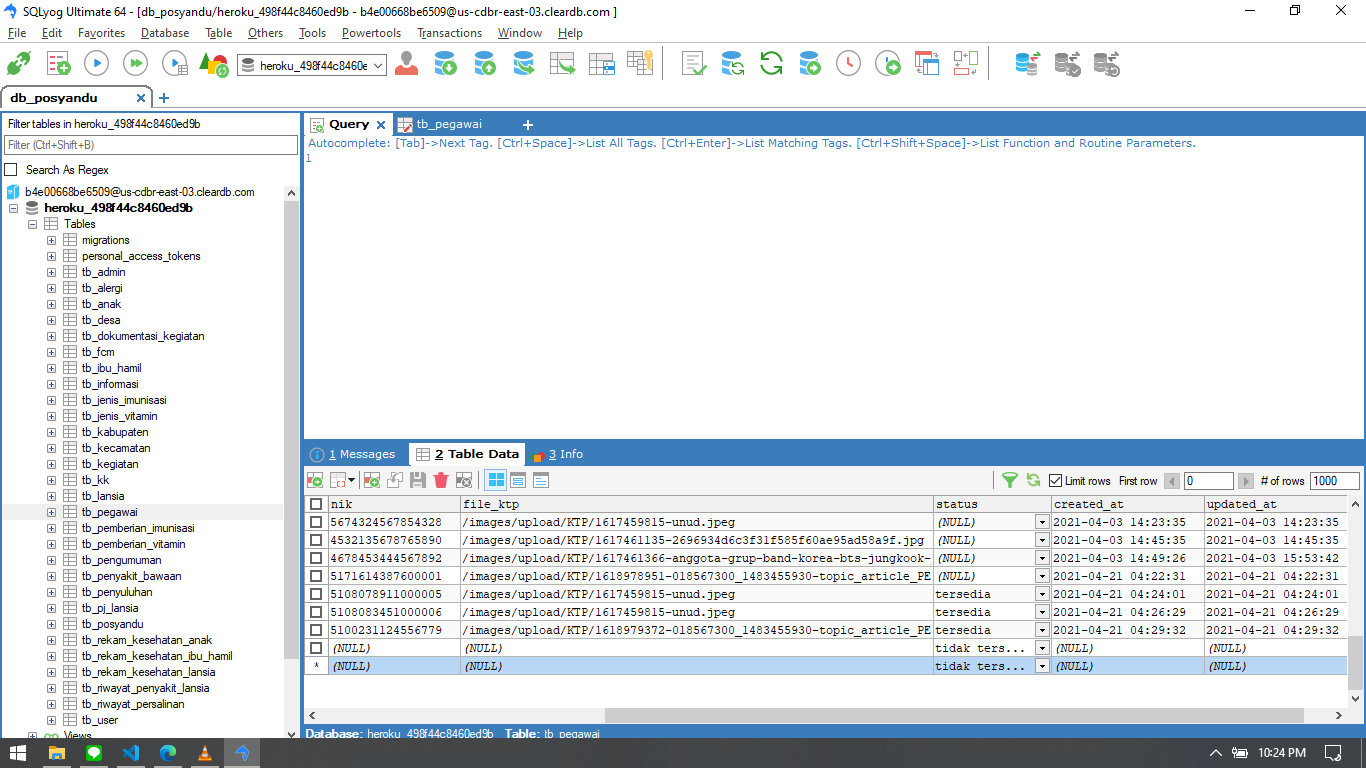 SQLyog Ultimate 64 - [db_posyandu/heroku_498f44c8460ed9b - b4e00668be6509@us-cdbr-east-03.cleardb.com ]
File Edit Favorites Database Table Others Tools Powertools Transactions Window Help
heroku_498f44c8460e
db_posyandu
Filter tables in heroku_498f44c8460ed9b
Filter (Ctrl+Shift+B)
Search As Regex
b4e00668be6509@us-cdbr-east-03.cleardb.com
heroku_498f44c8460ed9b
Tables
migrations
personal_access_tokens
tb_admin
tb_alergi
tb_anak
tb_desa
tb_dokumentasi_kegiatan
tb_fcm
tb_ibu_hamil
tb_informasi
tb_jenis_imunisasi
tb_jenis_vitamin
tb_kabupaten
tb_kecamatan
tb_kegiatan
tb_kk
tb_lansia
tb_pegawai
tb_pemberian_imunisasi
tb_pemberian_vitamin
tb_pengumuman
tb_penyakit_bawaan
tb_penyuluhan
tb_pj_lansia
tb_posyandu
tb_rekam_kesehatan_anak
tb_rekam_kesehatan_ibu_hamil
tb_rekam_kesehatan_lansia
tb_riwayat_penyakit_lansia
tb_riwayat_persalinan
tb_user
Views
Query tb_pegawai
Autocomplete: [Tab]->Next Tag. [Ctrl+Space]->List All Tags. [Ctrl+Enter]->List Matching Tags. [Ctrl+Shift+Space]->List Function and Routine Parameters.
1
1 Messages 2 Table Data 3 Info
Limit rows First row 0 # of rows 1000
nik file_ktp status created_at updated_at
5674324567854328 /images/upload/KTP/1617459815-unud.jpeg (NULL) 2021-04-03 14:23:35 2021-04-03 14:23:35
4532135678765890 /images/upload/KTP/1617461135-2696934d6c3f31f585f60ae95ad58a9f.jpg (NULL) 2021-04-03 14:45:35 2021-04-03 14:45:35
4678453444567892 /images/upload/KTP/1617461366-anggota-grup-band-korea-bts-jungkook- (NULL) 2021-04-03 14:49:26 2021-04-03 15:53:42
5171614387600001 /images/upload/KTP/1618978951-018567300_1483455930-topic_article_PE (NULL) 2021-04-21 04:22:31 2021-04-21 04:22:31
5108078911000005 /images/upload/KTP/1617459815-unud.jpeg tersedia 2021-04-21 04:24:01 2021-04-21 04:24:01
5108083451000006 /images/upload/KTP/1617459815-unud.jpeg tersedia 2021-04-21 04:26:29 2021-04-21 04:26:29
5100231124556779 /images/upload/KTP/1618979372-018567300_1483455930-topic_article_PE tersedia 2021-04-21 04:29:32 2021-04-21 04:29:32
(NULL) (NULL) tidak ters... (NULL) (NULL)
* (NULL) (NULL) tidak ters... (NULL) (NULL)
Database: heroku_498f44c8460ed9b Table: tb_pegawai
10:24 PM